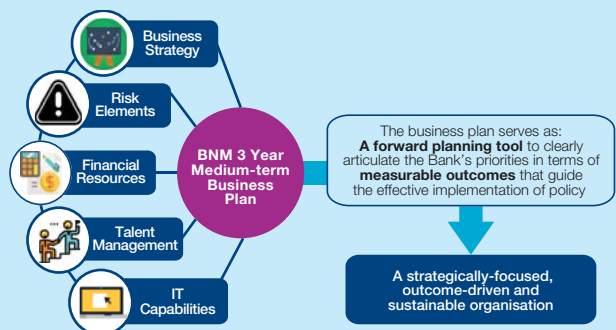 Business
Strategy
Risk
Elements
Financial
Resources
Talent
Management
IT
Capabilities
BNM 3 Year
Medium-term
Business
Plan
The business plan serves as:
A forward planning tool to clearly
articulate the Bank's priorities in terms of
measurable outcomes that guide
the effective implementation of policy
A strategically-focused,
outcome-driven and
sustainable organisation